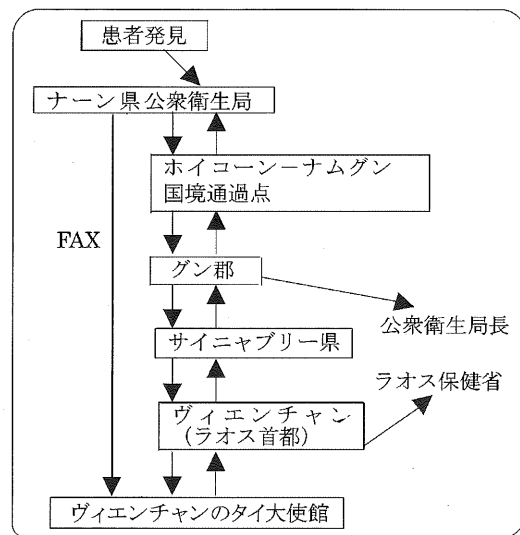 患者発見
ナーン県公衆衛生局
ホイコーン－ナムグン
国境通過点
FAX
グン郡
公衆衛生局長
サイニャブリー県
ラオス保健省
ヴィエンチャン
(ラオス首都)
ヴィエンチャンのタイ大使館